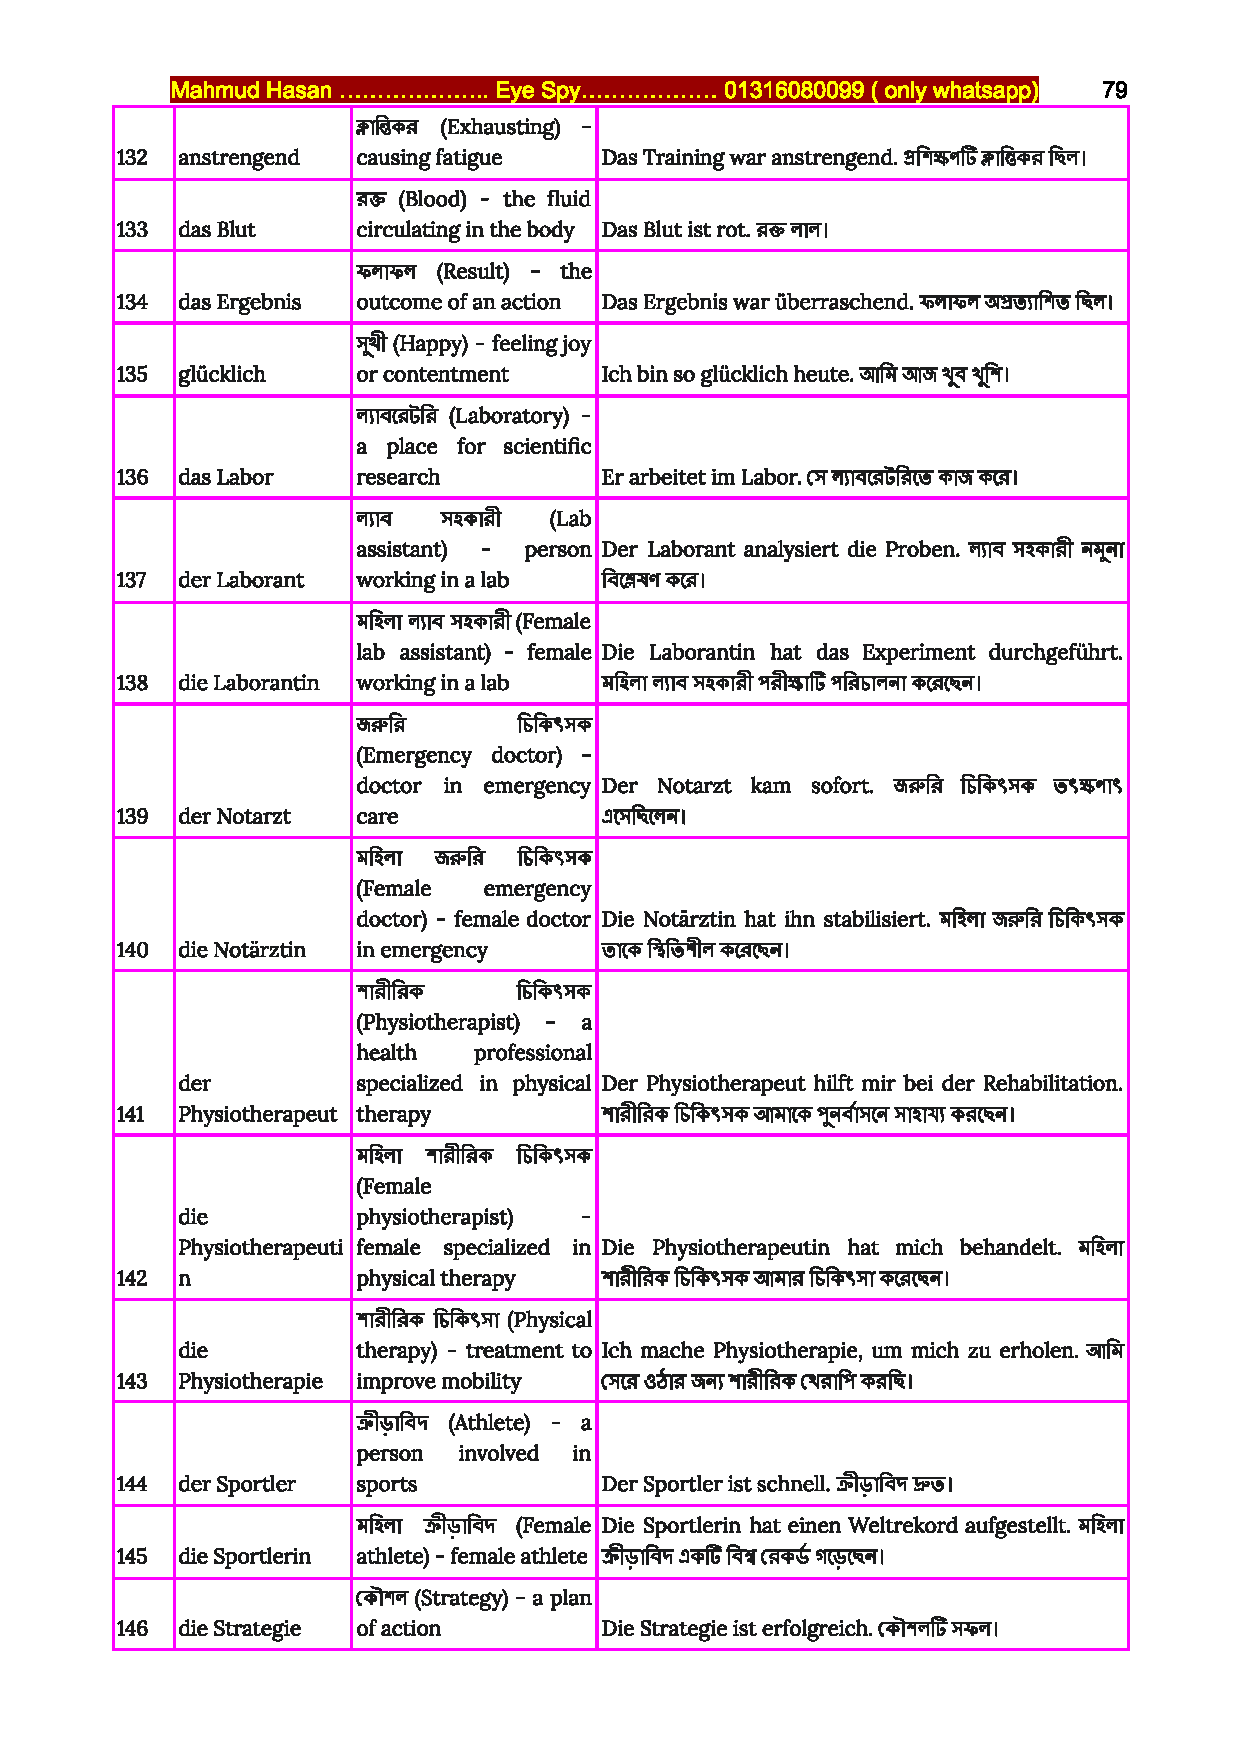 Mahmud Hasan ……………….. Eye Spy……………… 01316080099 ( only whatsapp) 79
ক্লান্তিকর (Exhausting) -
132 anstrengend causing fatigue Das Training war anstrengend. প্রশিক্ষণটি ক্লান্তিকর ছিল।
রক্ত (Blood) - the fluid
133 das Blut circulating in the body Das Blut ist rot. রক্ত লাল।
ফলাফল (Result) - the
134 das Ergebnis outcome of an action Das Ergebnis war überraschend. ফলাফল অপ্রত্যাশিত ছিল।
সুখী (Happy) - feeling joy
135 glücklich or contentment Ich bin so glücklich heute. আমি আজ খুব খুশি।
ল্যাবরেটরি (Laboratory) -
a place for scientific
136 das Labor research Er arbeitet im Labor. সে ল্যাবরেটরিতে কাজ করে।
ল্যাব সহকারী (Lab
assistant) - person Der Laborant analysiert die Proben. ল্যাব সহকারী নমুনা
137 der Laborant working in a lab বিশ্লেষণ করে।
মহিলা ল্যাব সহকারী (Female
lab assistant) - female Die Laborantin hat das Experiment durchgeführt.
138 die Laborantin working in a lab মহিলা ল্যাব সহকারী পরীক্ষাটি পরিচালনা করেছেন।
জরুরি চিকিৎসক
(Emergency doctor) -
doctor in emergency Der Notarzt kam sofort. জরুরি চিকিৎসক তৎক্ষণাৎ
139 der Notarzt care এসেছিলেন।
মহিলা জরুরি চিকিৎসক
(Female emergency
doctor) - female doctor Die Notärztin hat ihn stabilisiert. মহিলা জরুরি চিকিৎসক
140 die Notärztin in emergency তাকে স্থিতিশীল করেছেন।
শারীরিক চিকিৎসক
(Physiotherapist) - a
health professional
der specialized in physical Der Physiotherapeut hilft mir bei der Rehabilitation.
141 Physiotherapeut therapy শারীরিক চিকিৎসক আমাকে পুনর্বাসনে সাহায্য করছেন।
মহিলা শারীরিক চিকিৎসক
(Female
die physiotherapist) -
Physiotherapeuti female specialized in Die Physiotherapeutin hat mich behandelt. মহিলা
142 n physical therapy শারীরিক চিকিৎসক আমার চিকিৎসা করেছেন।
শারীরিক চিকিৎসা (Physical
die therapy) - treatment to Ich mache Physiotherapie, um mich zu erholen. আমি
143 Physiotherapie improve mobility সেরে ওঠার জন্য শারীরিক থেরাপি করছি।
ক্রীড়াবিদ (Athlete) - a
person involved in
144 der Sportler sports Der Sportler ist schnell. ক্রীড়াবিদ দ্রুত।
মহিলা ক্রীড়াবিদ (Female Die Sportlerin hat einen Weltrekord aufgestellt. মহিলা
145 die Sportlerin athlete) - female athlete ক্রীড়াবিদ একটি বিশ্ব রেকর্ড গড়েছেন।
কৌশল (Strategy) - a plan
146 die Strategie of action Die Strategie ist erfolgreich. কৌশলটি সফল।